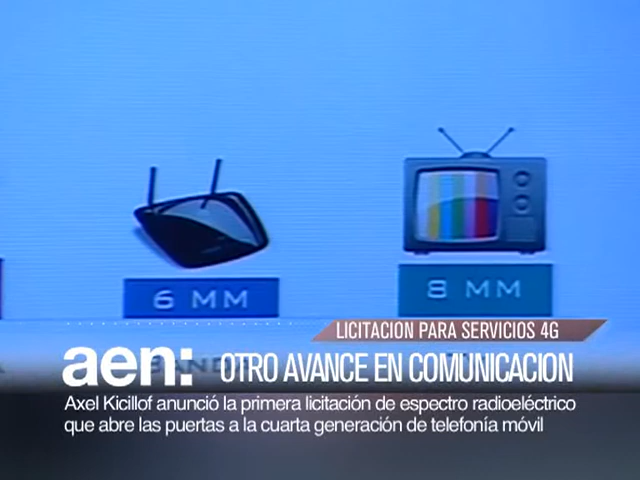 6 MM
8 MM
LICITACION PARA SERVICIOS 4G
aen:
OTRO AVANCE EN COMUNICACION
Axel Kicillof anunció la primera licitación de espectro radioeléctrico
que abre las puertas a la cuarta generación de telefonía móvil